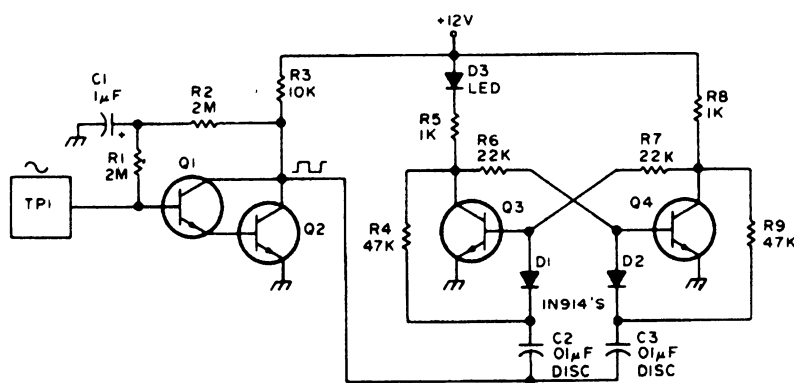 +12V
C1
1µF
+
R2
2M
R3
10K
D3
LED
R8
1K
R5
1K
R1
2M
R6
22K
R7
22K
Q1
TP1
Q2
R4
47K
Q3
Q4
R9
47K
D1
D2
1N914'S
C2
01µF
DISC
C3
01µF
DISC